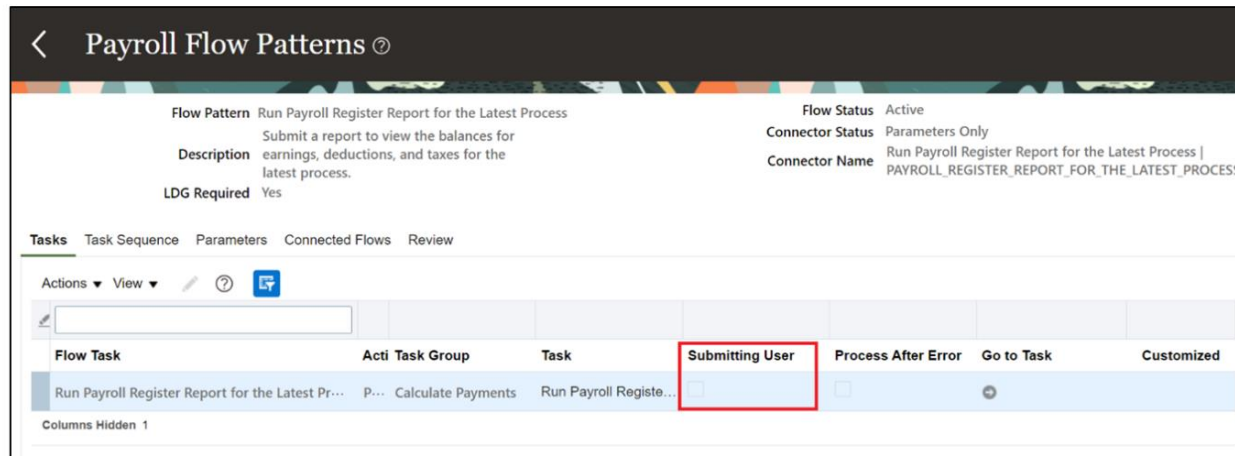 Payroll Flow Patterns
Flow Pattern Run Payroll Register Report for the Latest Process
Description Submit a report to view the balances for
earnings, deductions, and taxes for the
latest process.
LDG Required Yes
Flow Status Active
Connector Status Parameters Only
Connector Name Run Payroll Register Report for the Latest Process |
PAYROLL_REGISTER_REPORT_FOR_THE_LATEST_PROCESS
Tasks Task Sequence Parameters Connected Flows Review
Actions View
Flow Task Acti Task Group Task Submitting User Process After Error Go to Task Customized
Run Payroll Register Report for the Latest Pr... P... Calculate Payments Run Payroll Registe...
Columns Hidden 1